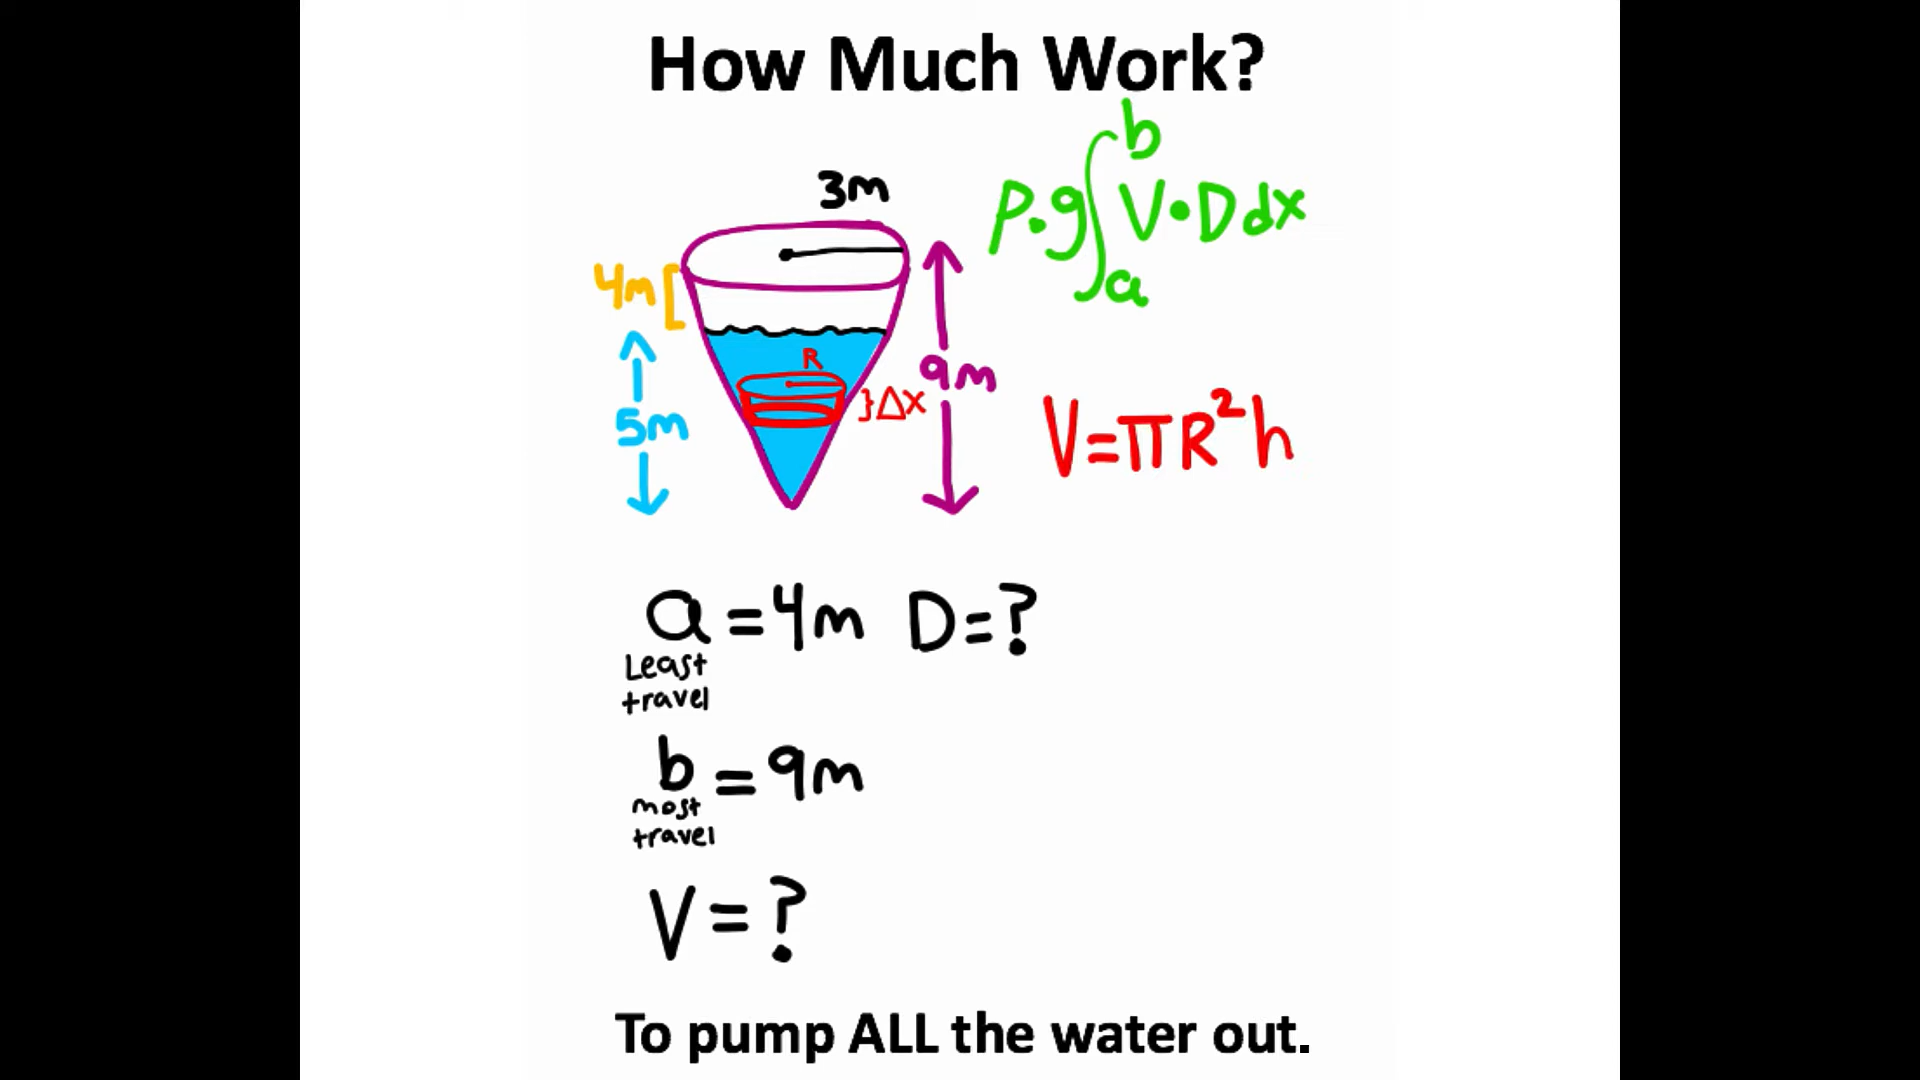 How Much Work?
3m
ρ·g∫ₐᵇ V·D dx
4m
R
9m
}Δx
5m
V=πR²h
a=4m D=?
Least
travel
b=9m
most
travel
V=?
To pump ALL the water out.